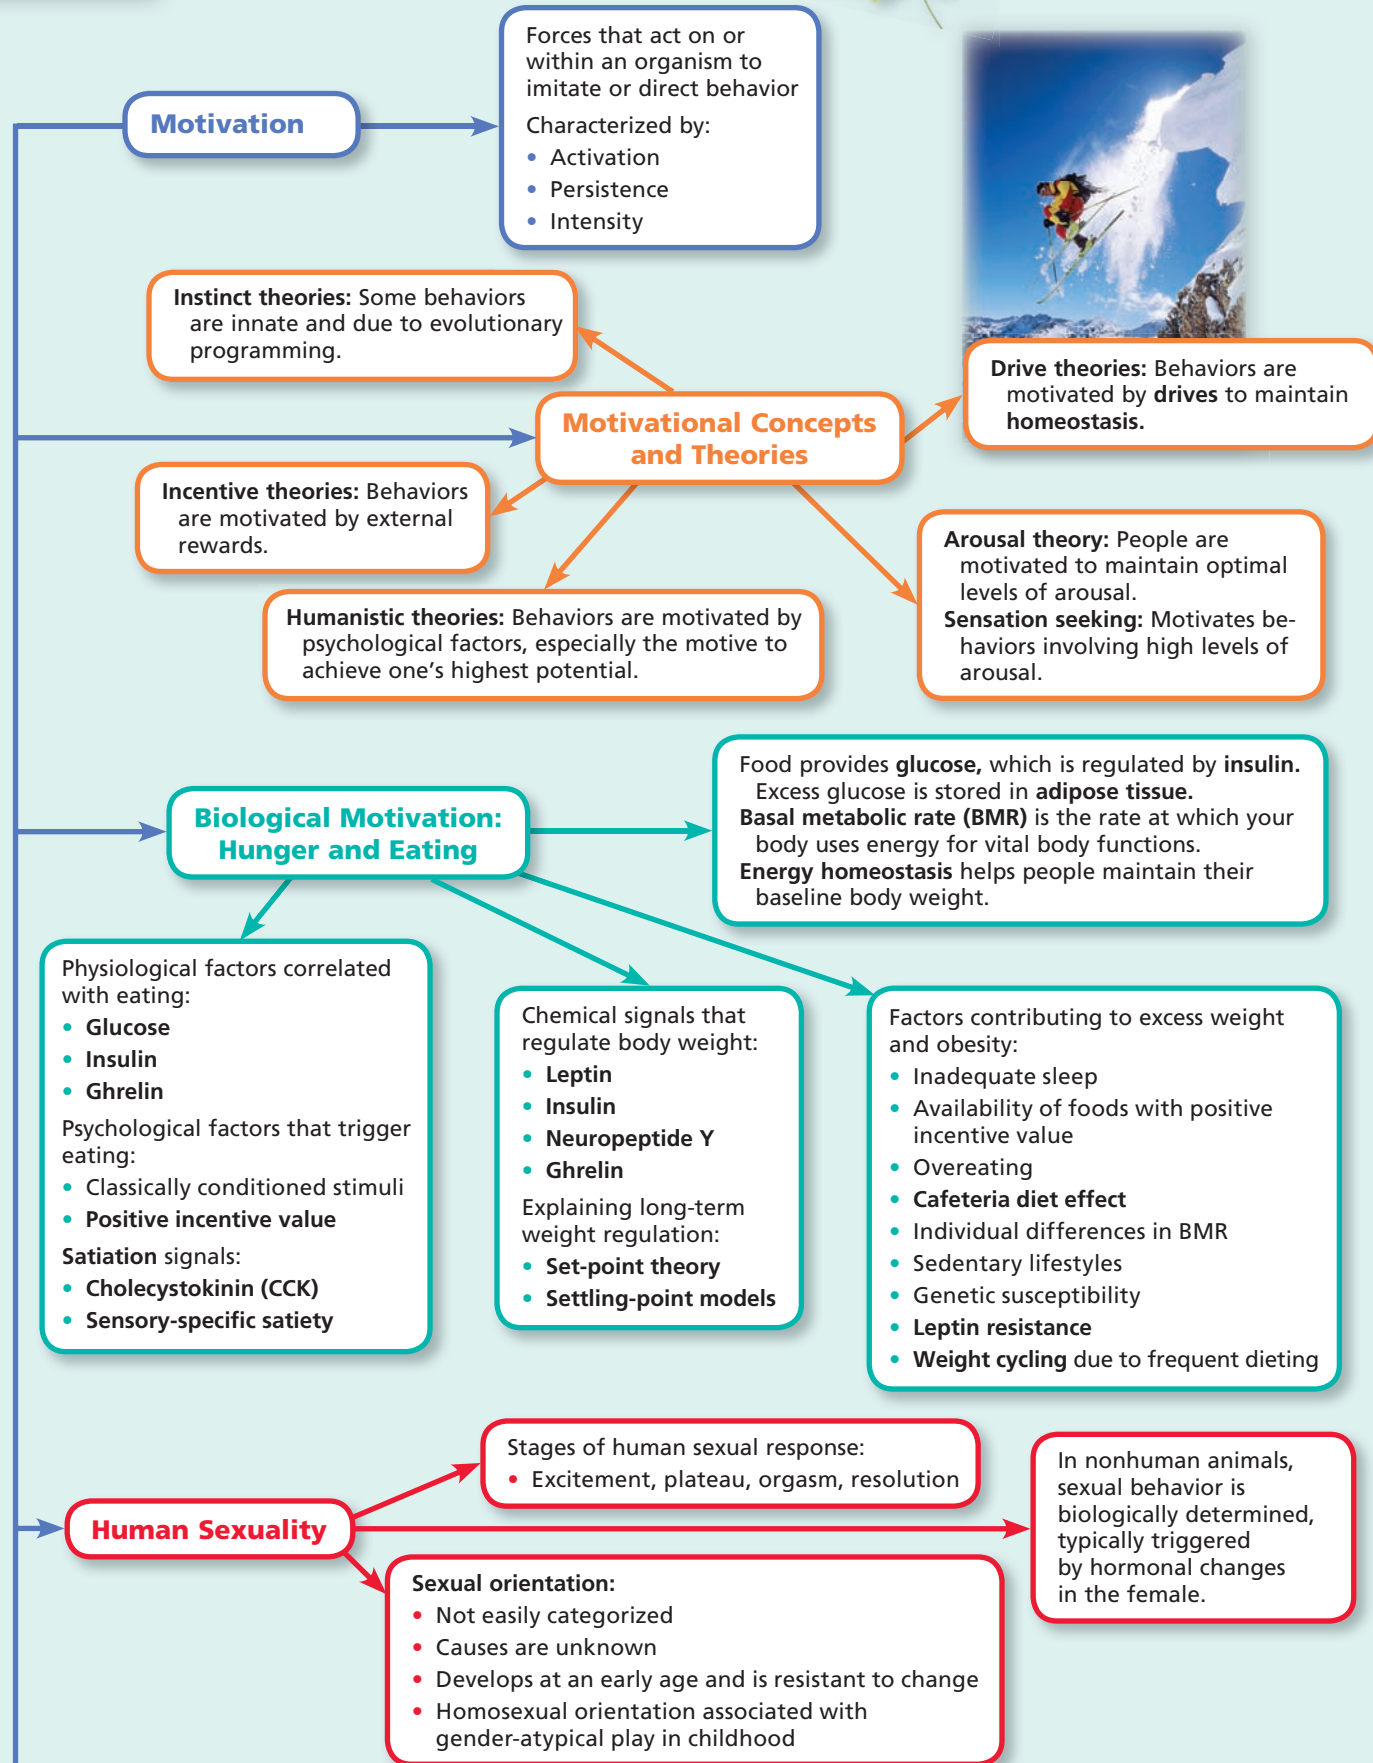 Motivation
Forces that act on or
within an organism to
imitate or direct behavior
Characterized by:
• Activation
• Persistence
• Intensity
Instinct theories: Some behaviors
are innate and due to evolutionary
programming.
Motivational Concepts
and Theories
Drive theories: Behaviors are
motivated by drives to maintain
homeostasis.
Incentive theories: Behaviors
are motivated by external
rewards.
Arousal theory: People are
motivated to maintain optimal
levels of arousal.
Sensation seeking: Motivates be-
haviors involving high levels of
arousal.
Humanistic theories: Behaviors are motivated by
psychological factors, especially the motive to
achieve one's highest potential.
Biological Motivation:
Hunger and Eating
Food provides glucose, which is regulated by insulin.
Excess glucose is stored in adipose tissue.
Basal metabolic rate (BMR) is the rate at which your
body uses energy for vital body functions.
Energy homeostasis helps people maintain their
baseline body weight.
Physiological factors correlated
with eating:
• Glucose
• Insulin
• Ghrelin
Psychological factors that trigger
eating:
• Classically conditioned stimuli
• Positive incentive value
Satiation signals:
• Cholecystokinin (CCK)
• Sensory-specific satiety
Chemical signals that
regulate body weight:
• Leptin
• Insulin
• Neuropeptide Y
• Ghrelin
Explaining long-term
weight regulation:
• Set-point theory
• Settling-point models
Factors contributing to excess weight
and obesity:
• Inadequate sleep
• Availability of foods with positive
incentive value
• Overeating
• Cafeteria diet effect
• Individual differences in BMR
• Sedentary lifestyles
• Genetic susceptibility
• Leptin resistance
• Weight cycling due to frequent dieting
Human Sexuality
Stages of human sexual response:
• Excitement, plateau, orgasm, resolution
In nonhuman animals,
sexual behavior is
biologically determined,
typically triggered
by hormonal changes
in the female.
Sexual orientation:
• Not easily categorized
• Causes are unknown
• Develops at an early age and is resistant to change
• Homosexual orientation associated with
gender-atypical play in childhood